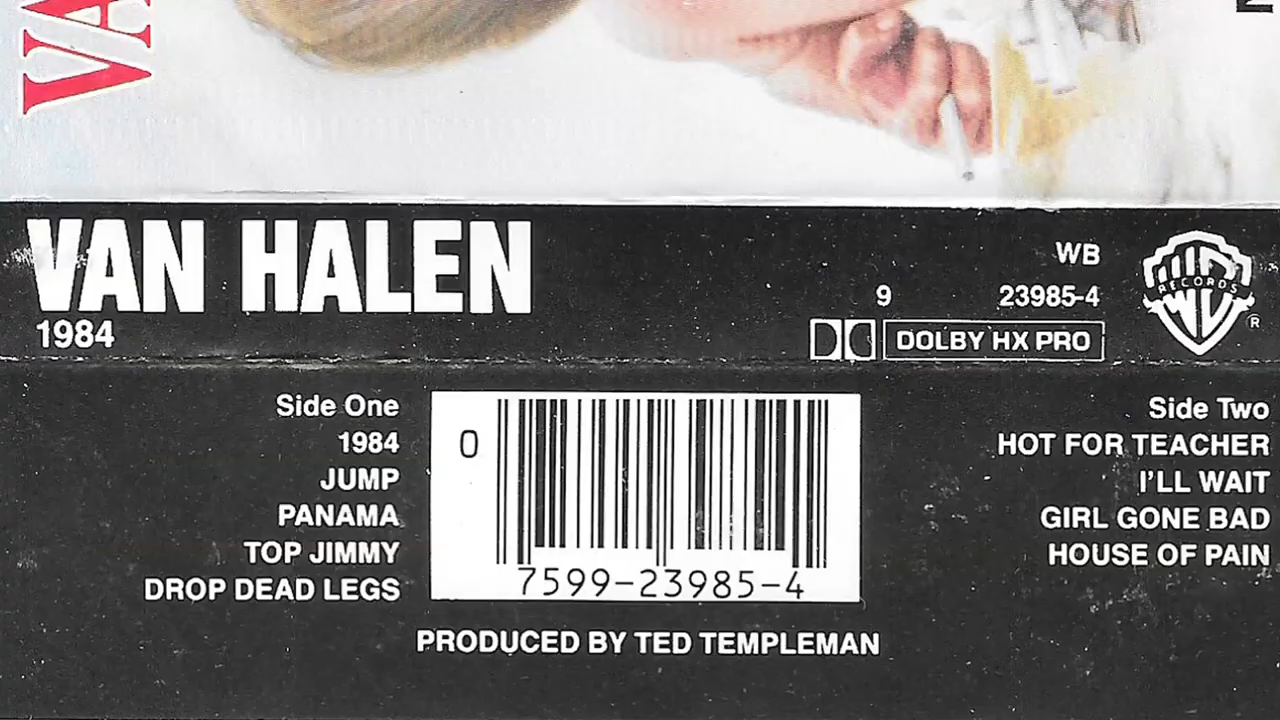 VA
VAN HALEN
1984
WB
9 23985-4
DOLBY HX PRO
RECORDS
®
Side One
1984
JUMP
PANAMA
TOP JIMMY
DROP DEAD LEGS
0
7599-23985-4
Side Two
HOT FOR TEACHER
I'LL WAIT
GIRL GONE BAD
HOUSE OF PAIN
PRODUCED BY TED TEMPLEMAN